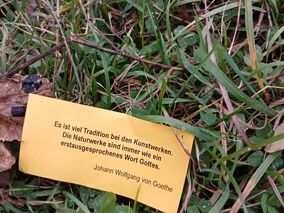 Es ist viel Tradition bei den Kunstwerken.
Die Naturwerke sind immer wie ein
erstausgesprochenes Wort Gottes.
Johann Wolfgang von Goethe